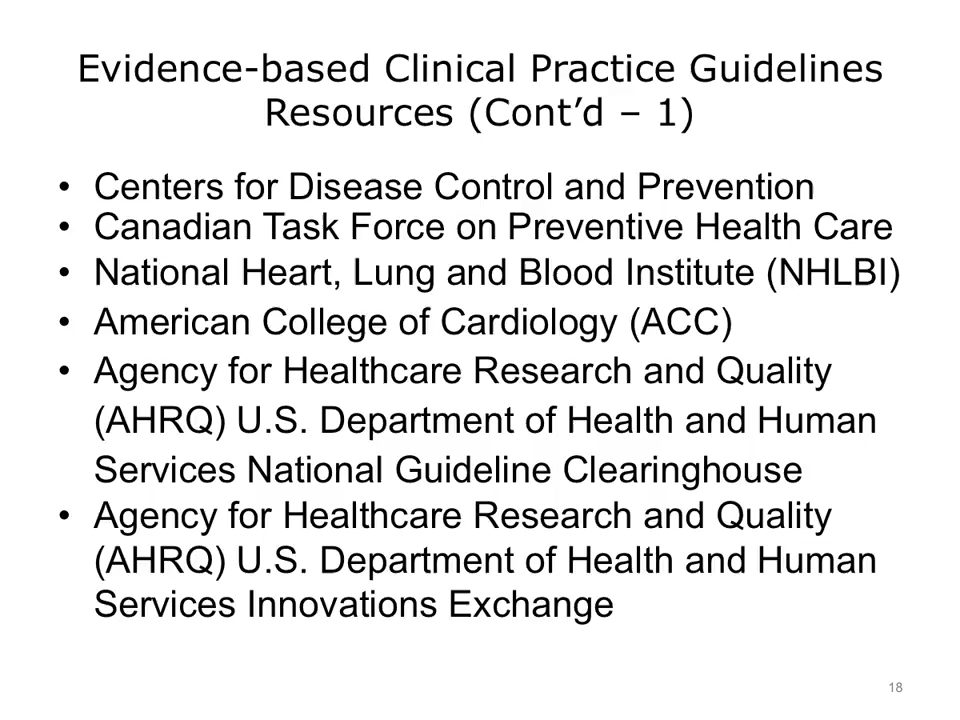 Evidence-based Clinical Practice Guidelines
Resources (Cont’d – 1)
• Centers for Disease Control and Prevention
• Canadian Task Force on Preventive Health Care
• National Heart, Lung and Blood Institute (NHLBI)
• American College of Cardiology (ACC)
• Agency for Healthcare Research and Quality
(AHRQ) U.S. Department of Health and Human
Services National Guideline Clearinghouse
• Agency for Healthcare Research and Quality
(AHRQ) U.S. Department of Health and Human
Services Innovations Exchange
18